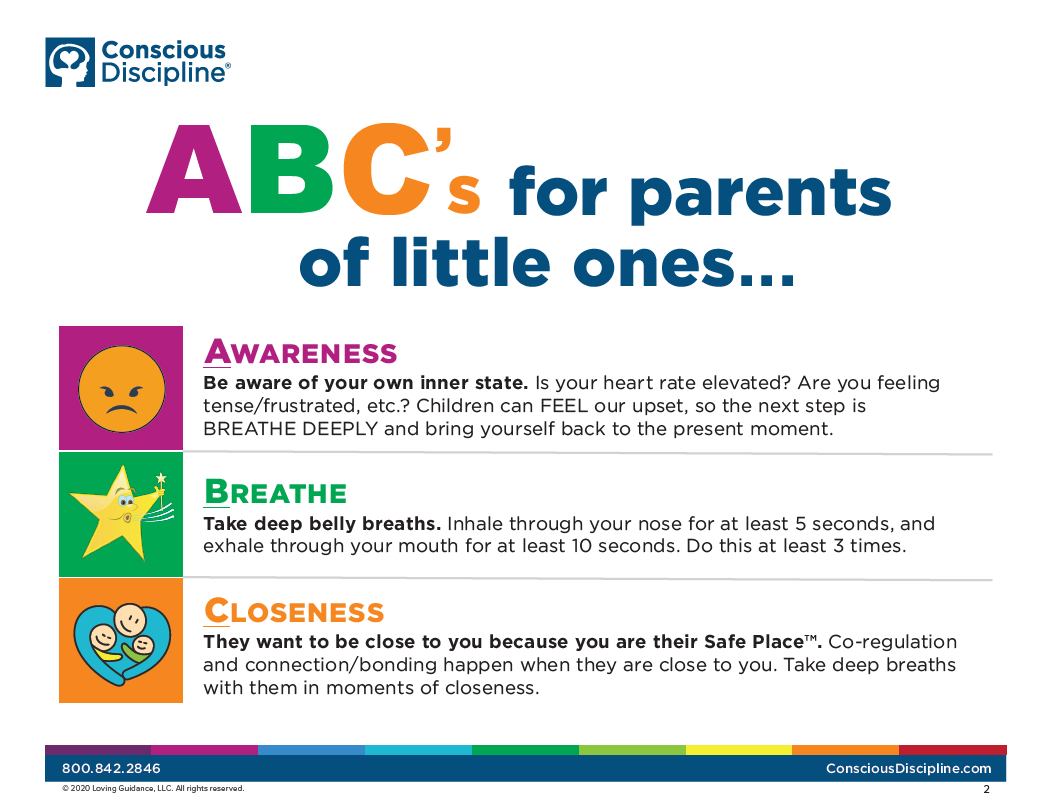 Conscious
Discipline®
ABC's for parents
of little ones...
AWARENESS
Be aware of your own inner state. Is your heart rate elevated? Are you feeling
tense/frustrated, etc.? Children can FEEL our upset, so the next step is
BREATHE DEEPLY and bring yourself back to the present moment.
BREATHE
Take deep belly breaths. Inhale through your nose for at least 5 seconds, and
exhale through your mouth for at least 10 seconds. Do this at least 3 times.
CLOSENESS
They want to be close to you because you are their Safe Place™. Co-regulation
and connection/bonding happen when they are close to you. Take deep breaths
with them in moments of closeness.
800.842.2846
ConsciousDiscipline.com
© 2020 Loving Guidance, LLC. All rights reserved.
2